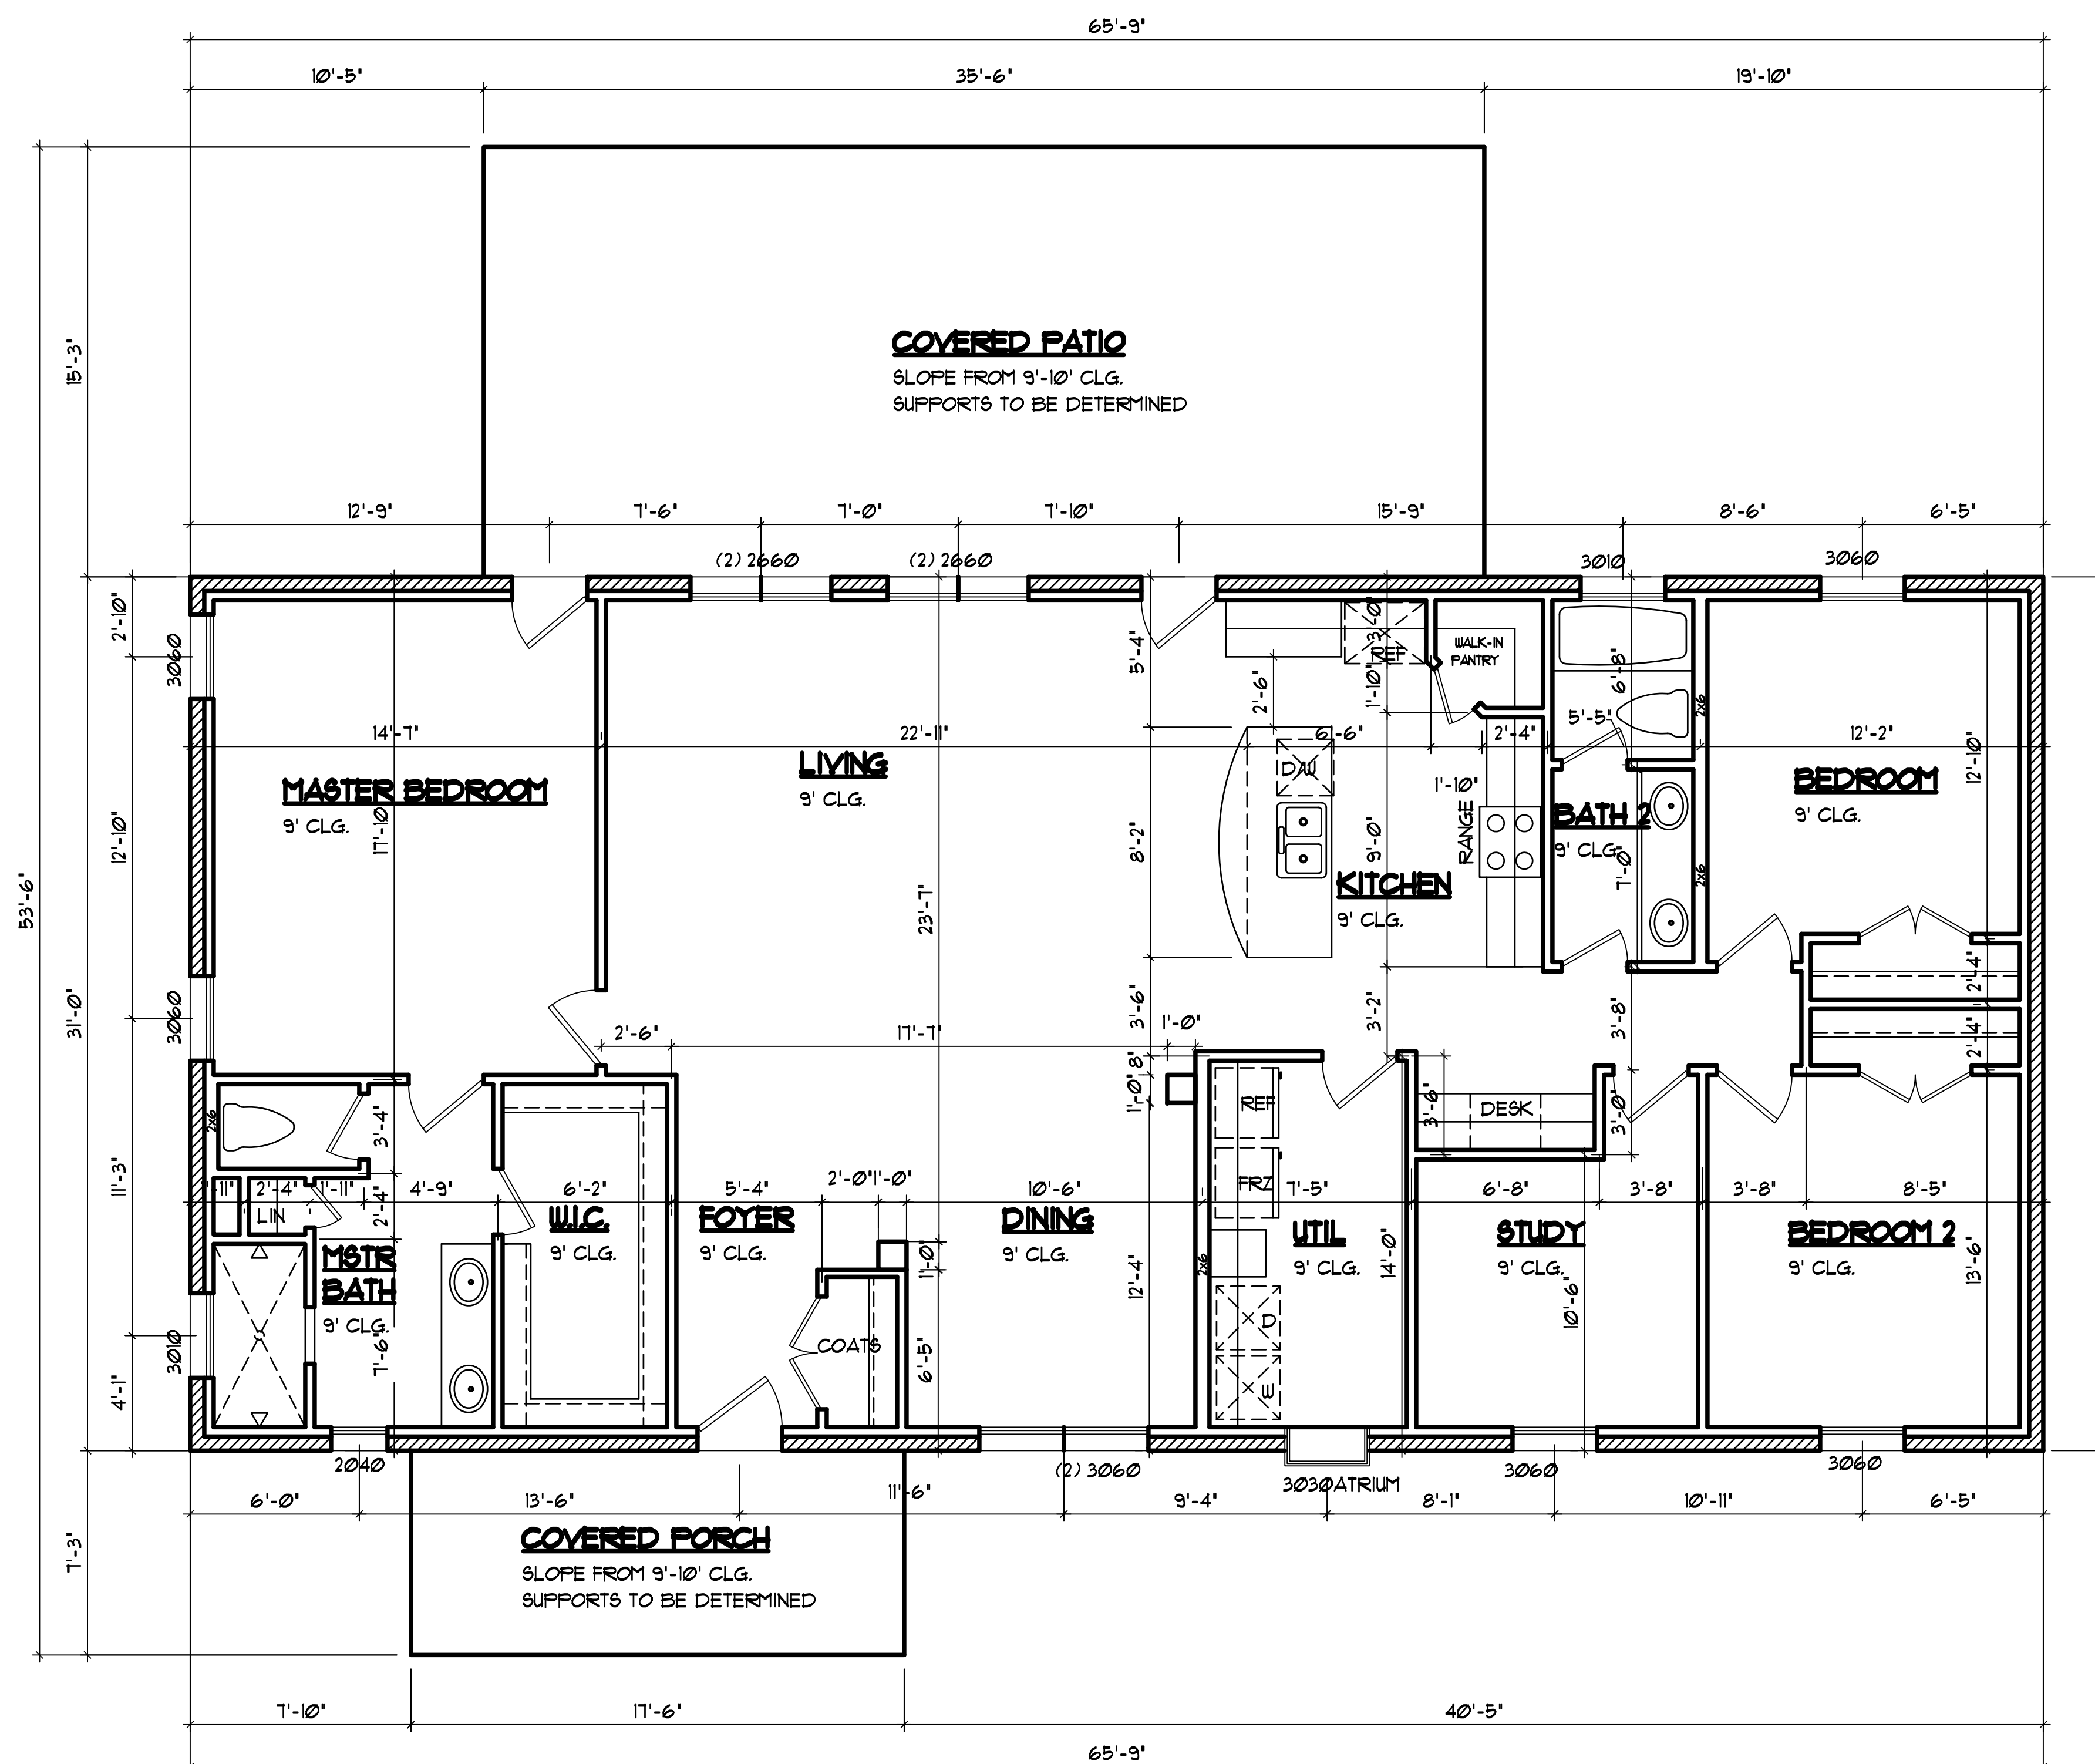 65'-9"
10'-5" 35'-6" 19'-10"
COVERED PATIO
SLOPE FROM 9'-10' CLG.
SUPPORTS TO BE DETERMINED
15'-3"
12'-9" 7'-6" 7'-0" 7'-10" 15'-9" 8'-6" 6'-5"
(2) 2660 (2) 2660 3010 3060
2'-10"
3060
5'-4"
3'-0"
REF
WALK-IN
PANTRY
2'-6"
1'-10"
6'-8"
2x6
14'-7" 22'-11" 6'-6" 2'-4" 5'-5" 12'-2"
12'-10"
MASTER BEDROOM
9' CLG.
17'-10"
LIVING
9' CLG.
D/W
1'-10"
RANGE
BATH 2
9' CLG.
7'-0"
2x6
BEDROOM
9' CLG.
12'-10"
8'-2"
9'-0"
KITCHEN
9' CLG.
23'-7"
53'-6"
31'-0"
3060
2'-6" 17'-7" 1'-0"
3'-6"
3'-2"
3'-8"
2'-4"
2'-4"
8"
1'-0"
2x6
3'-4"
REF
3'-6"
DESK
3'-0"
11'-3"
2'-4" 1'-11" 4'-9" 6'-2" 5'-4" 2'-0" 1'-0" 10'-6" 7'-5" 6'-8" 3'-8" 3'-8" 8'-5"
FRZ
LIN
2'-4"
MSTR
BATH
9' CLG.
7'-6"
W.I.C.
9' CLG.
FOYER
9' CLG.
1'-0"
DINING
9' CLG.
12'-4"
2x6
UTIL
9' CLG.
14'-0"
STUDY
9' CLG.
10'-6"
BEDROOM 2
9' CLG.
13'-6"
3010
4'-1"
COATS
6'-5"
D
W
2040 (2) 3060 3030 ATRIUM 3060 3060
6'-0" 13'-6" 11'-6" 9'-4" 8'-1" 10'-11" 6'-5"
7'-3"
COVERED PORCH
SLOPE FROM 9'-10' CLG.
SUPPORTS TO BE DETERMINED
7'-10" 17'-6" 40'-5"
65'-9"